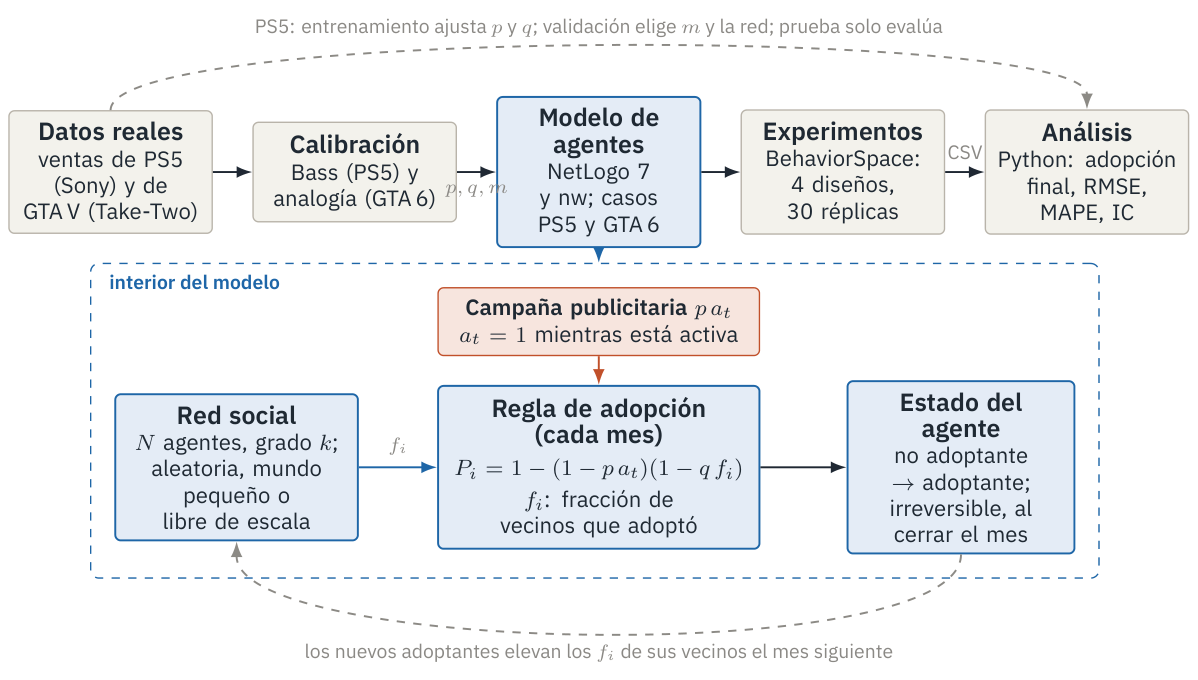 PS5: entrenamiento ajusta p y q; validación elige m y la red; prueba solo evalúa
Datos reales
ventas de PS5
(Sony) y de
GTA V (Take-Two)
Calibración
Bass (PS5) y
analogía (GTA 6)
p, q, m
Modelo de
agentes
NetLogo 7
y nw; casos
PS5 y GTA 6
Experimentos
BehaviorSpace:
4 diseños,
30 réplicas
CSV
Análisis
Python: adopción
final, RMSE,
MAPE, IC
interior del modelo
Campaña publicitaria p a_t
a_t = 1 mientras está activa
Red social
N agentes, grado k;
aleatoria, mundo
pequeño o
libre de escala
f_i
Regla de adopción
(cada mes)
P_i = 1 − (1 − p a_t)(1 − q f_i)
f_i: fracción de
vecinos que adoptó
Estado del
agente
no adoptante
→ adoptante;
irreversible, al
cerrar el mes
los nuevos adoptantes elevan los f_i de sus vecinos el mes siguiente